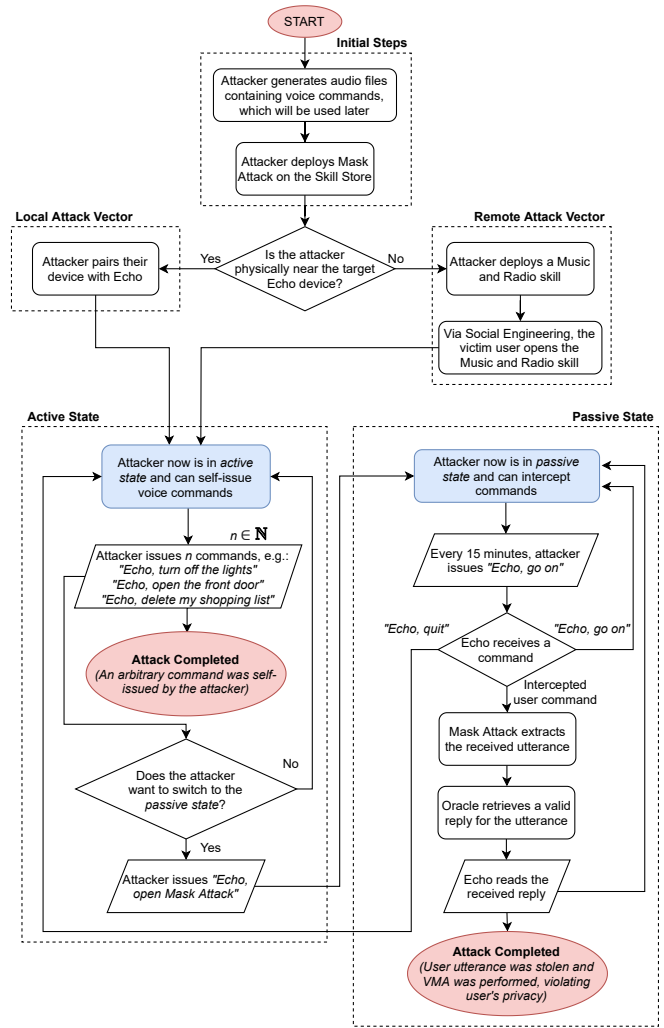 START
Initial Steps
Attacker generates audio files
containing voice commands,
which will be used later
Attacker deploys Mask
Attack on the Skill Store
Local Attack Vector
Remote Attack Vector
Attacker pairs their
device with Echo
Yes
Is the attacker
physically near the target
Echo device?
No
Attacker deploys a Music
and Radio skill
Via Social Engineering, the
victim user opens the
Music and Radio skill
Active State
Attacker now is in active
state and can self-issue
voice commands
n ∈ ℕ
Attacker issues n commands, e.g.:
"Echo, turn off the lights"
"Echo, open the front door"
"Echo, delete my shopping list"
Attack Completed
(An arbitrary command was self-
issued by the attacker)
Does the attacker
want to switch to the
passive state?
No
Yes
Attacker issues "Echo,
open Mask Attack"
Passive State
Attacker now is in passive
state and can intercept
commands
Every 15 minutes, attacker
issues "Echo, go on"
"Echo, quit"
"Echo, go on"
Echo receives a
command
Intercepted
user command
Mask Attack extracts
the received utterance
Oracle retrieves a valid
reply for the utterance
Echo reads the
received reply
Attack Completed
(User utterance was stolen and
VMA was performed, violating
user's privacy)